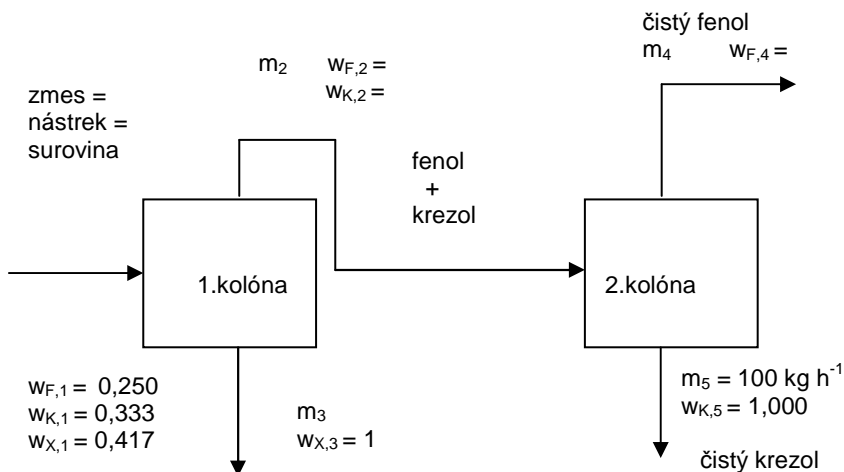 čistý fenol
m4 wF,4 =
m2 wF,2 =
wK,2 =
zmes =
nástrek =
surovina
fenol
+
krezol
1.kolóna
2.kolóna
wF,1 = 0,250
wK,1 = 0,333
wX,1 = 0,417
m3
wX,3 = 1
m5 = 100 kg h-1
wK,5 = 1,000
čistý krezol